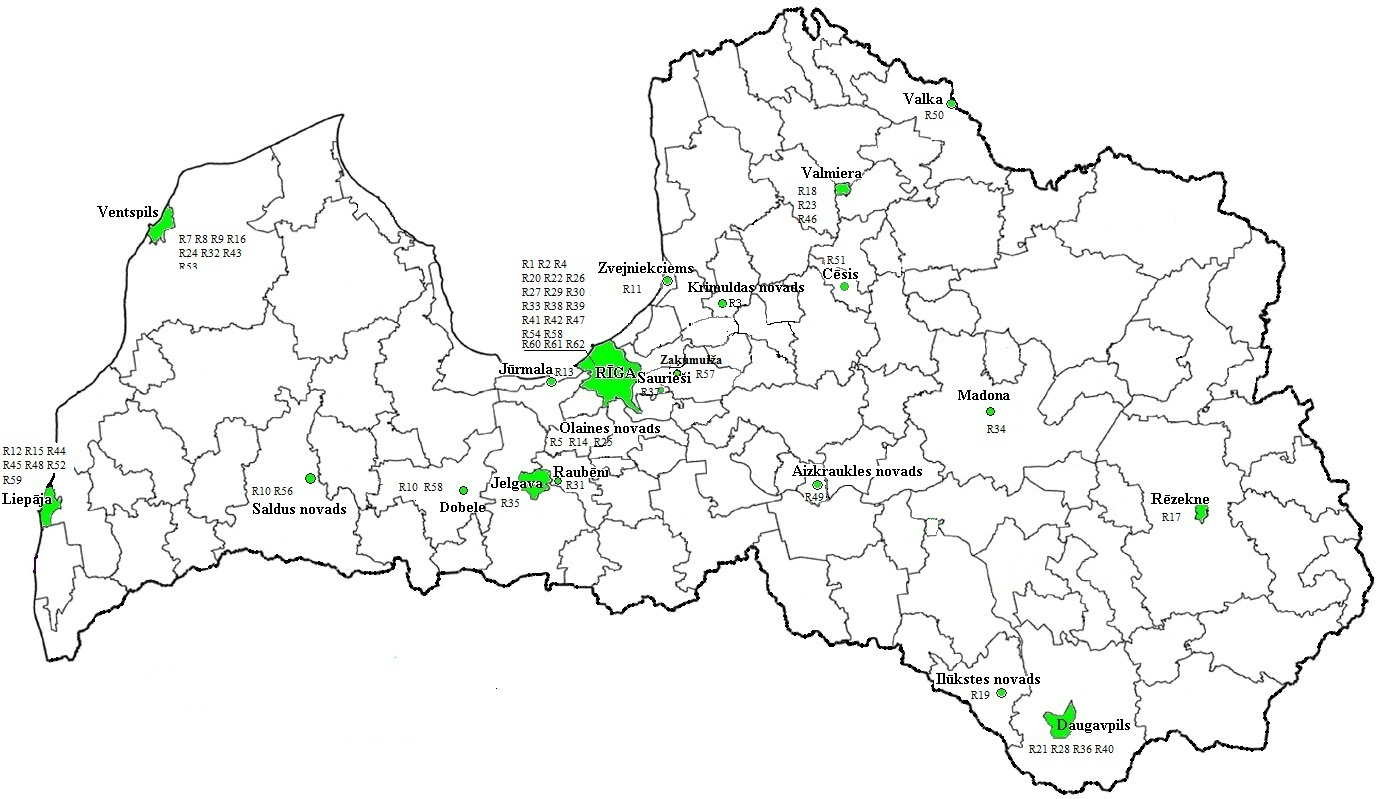 Valka
R50
Valmiera
R18
R23
R46
Ventspils
R7 R8 R9 R16
R24 R32 R43
R53
R51
Cēsis
R1 R2 R4
R20 R22 R26
R27 R29 R30
R33 R38 R39
R41 R42 R47
R54 R58
R60 R61 R62
Zvejniekciems
R11
Krimuldas novads
R3
Jūrmala R13
RĪGA
Zaķumuiža
R57
Sauriеši
R37
Madona
R34
Olaines novads
R5 R14 R25
R12 R15 R44
R45 R48 R52
R59
Liepāja
R10 R56
Saldus novads
R10 R58
Dobele
Jelgava
R35
Raubēni
R31
Aizkraukles novads
R49
Rēzekne
R17
Ilūkstes novads
R19
Daugavpils
R21 R28 R36 R40